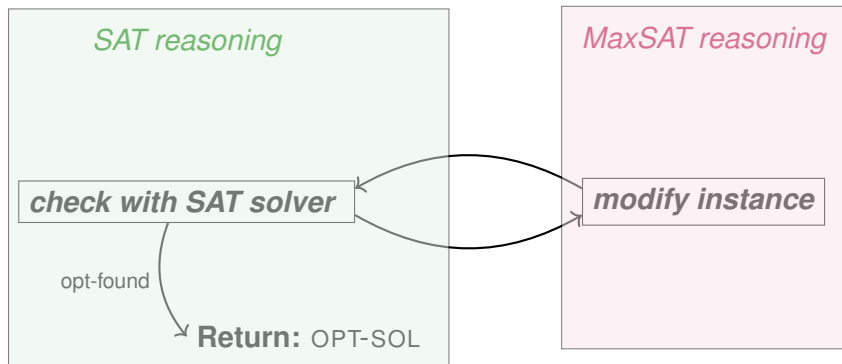 SAT reasoning
MaxSAT reasoning
check with SAT solver
modify instance
opt-found
Return: OPT-SOL